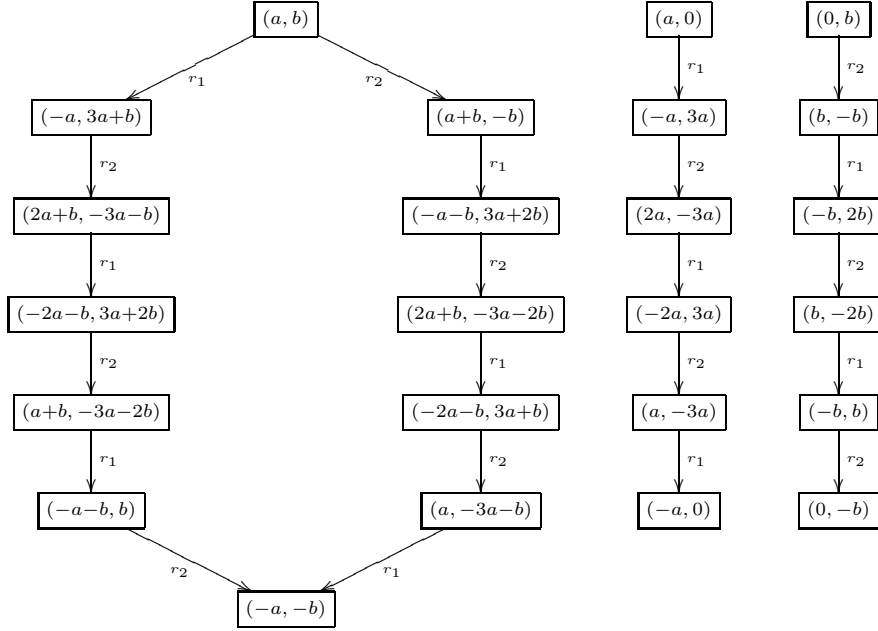 (a, b) (a, 0) (0, b)
r₁ r₂ r₁ r₂
(−a, 3a+b) (a+b, −b) (−a, 3a) (b, −b)
r₂ r₁ r₂ r₁
(2a+b, −3a−b) (−a−b, 3a+2b) (2a, −3a) (−b, 2b)
r₁ r₂ r₁ r₂
(−2a−b, 3a+2b) (2a+b, −3a−2b) (−2a, 3a) (b, −2b)
r₂ r₁ r₂ r₁
(a+b, −3a−2b) (−2a−b, 3a+b) (a, −3a) (−b, b)
r₁ r₂ r₁ r₂
(−a−b, b) (a, −3a−b) (−a, 0) (0, −b)
r₂ r₁
(−a, −b)